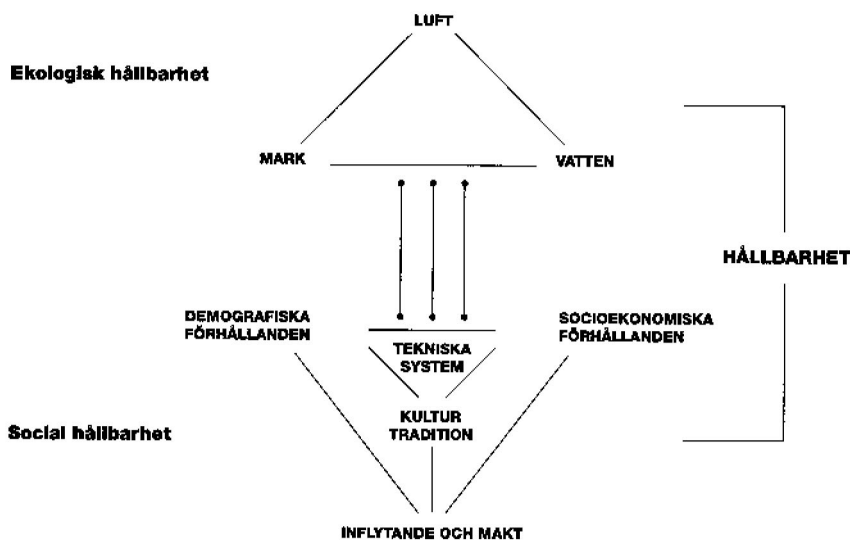 LUFT
Ekologisk hållbarhet
MARK
VATTEN
HÅLLBARHET
DEMOGRAFISKA
FÖRHÅLLANDEN
SOCIOEKONOMISKA
FÖRHÅLLANDEN
TEKNISKA
SYSTEM
KULTUR
TRADITION
Social hållbarhet
INFLYTANDE OCH MAKT